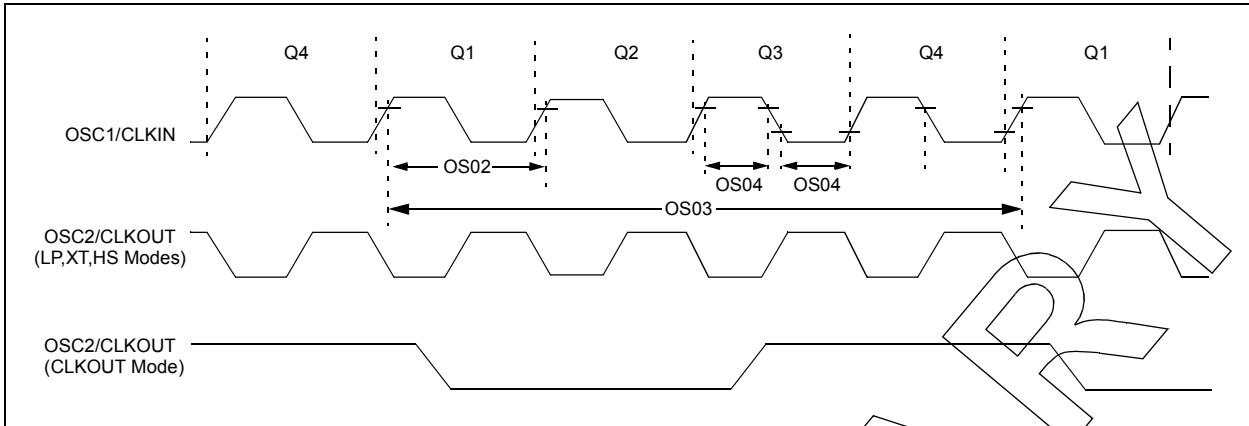 Q4 Q1 Q2 Q3 Q4 Q1
OSC1/CLKIN
OS02
OS04 OS04
OS03
OSC2/CLKOUT
(LP,XT,HS Modes)
OSC2/CLKOUT
(CLKOUT Mode)
R Y